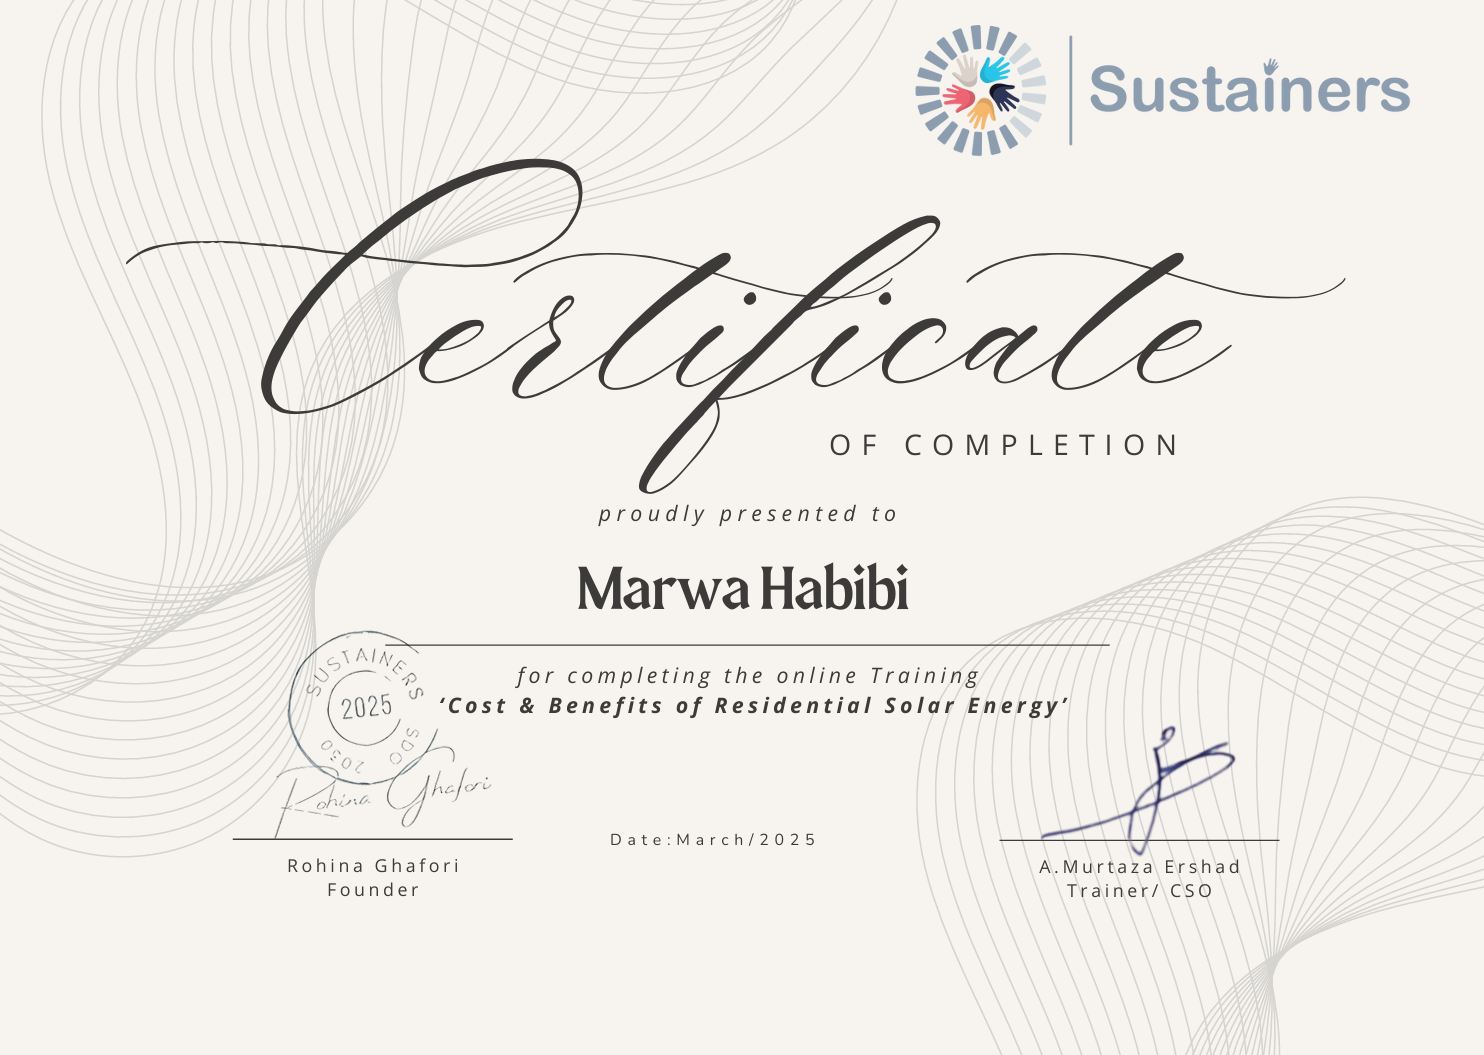 Sustainers
Certificate
OF COMPLETION
proudly presented to
Marwa Habibi
for completing the online Training
‘Cost & Benefits of Residential Solar Energy’
SUSTAINERS
2025
SDO
2030
Rohina Ghafori
Date:March/2025
Rohina Ghafori
Founder
A.Murtaza Ershad
Trainer/ CSO